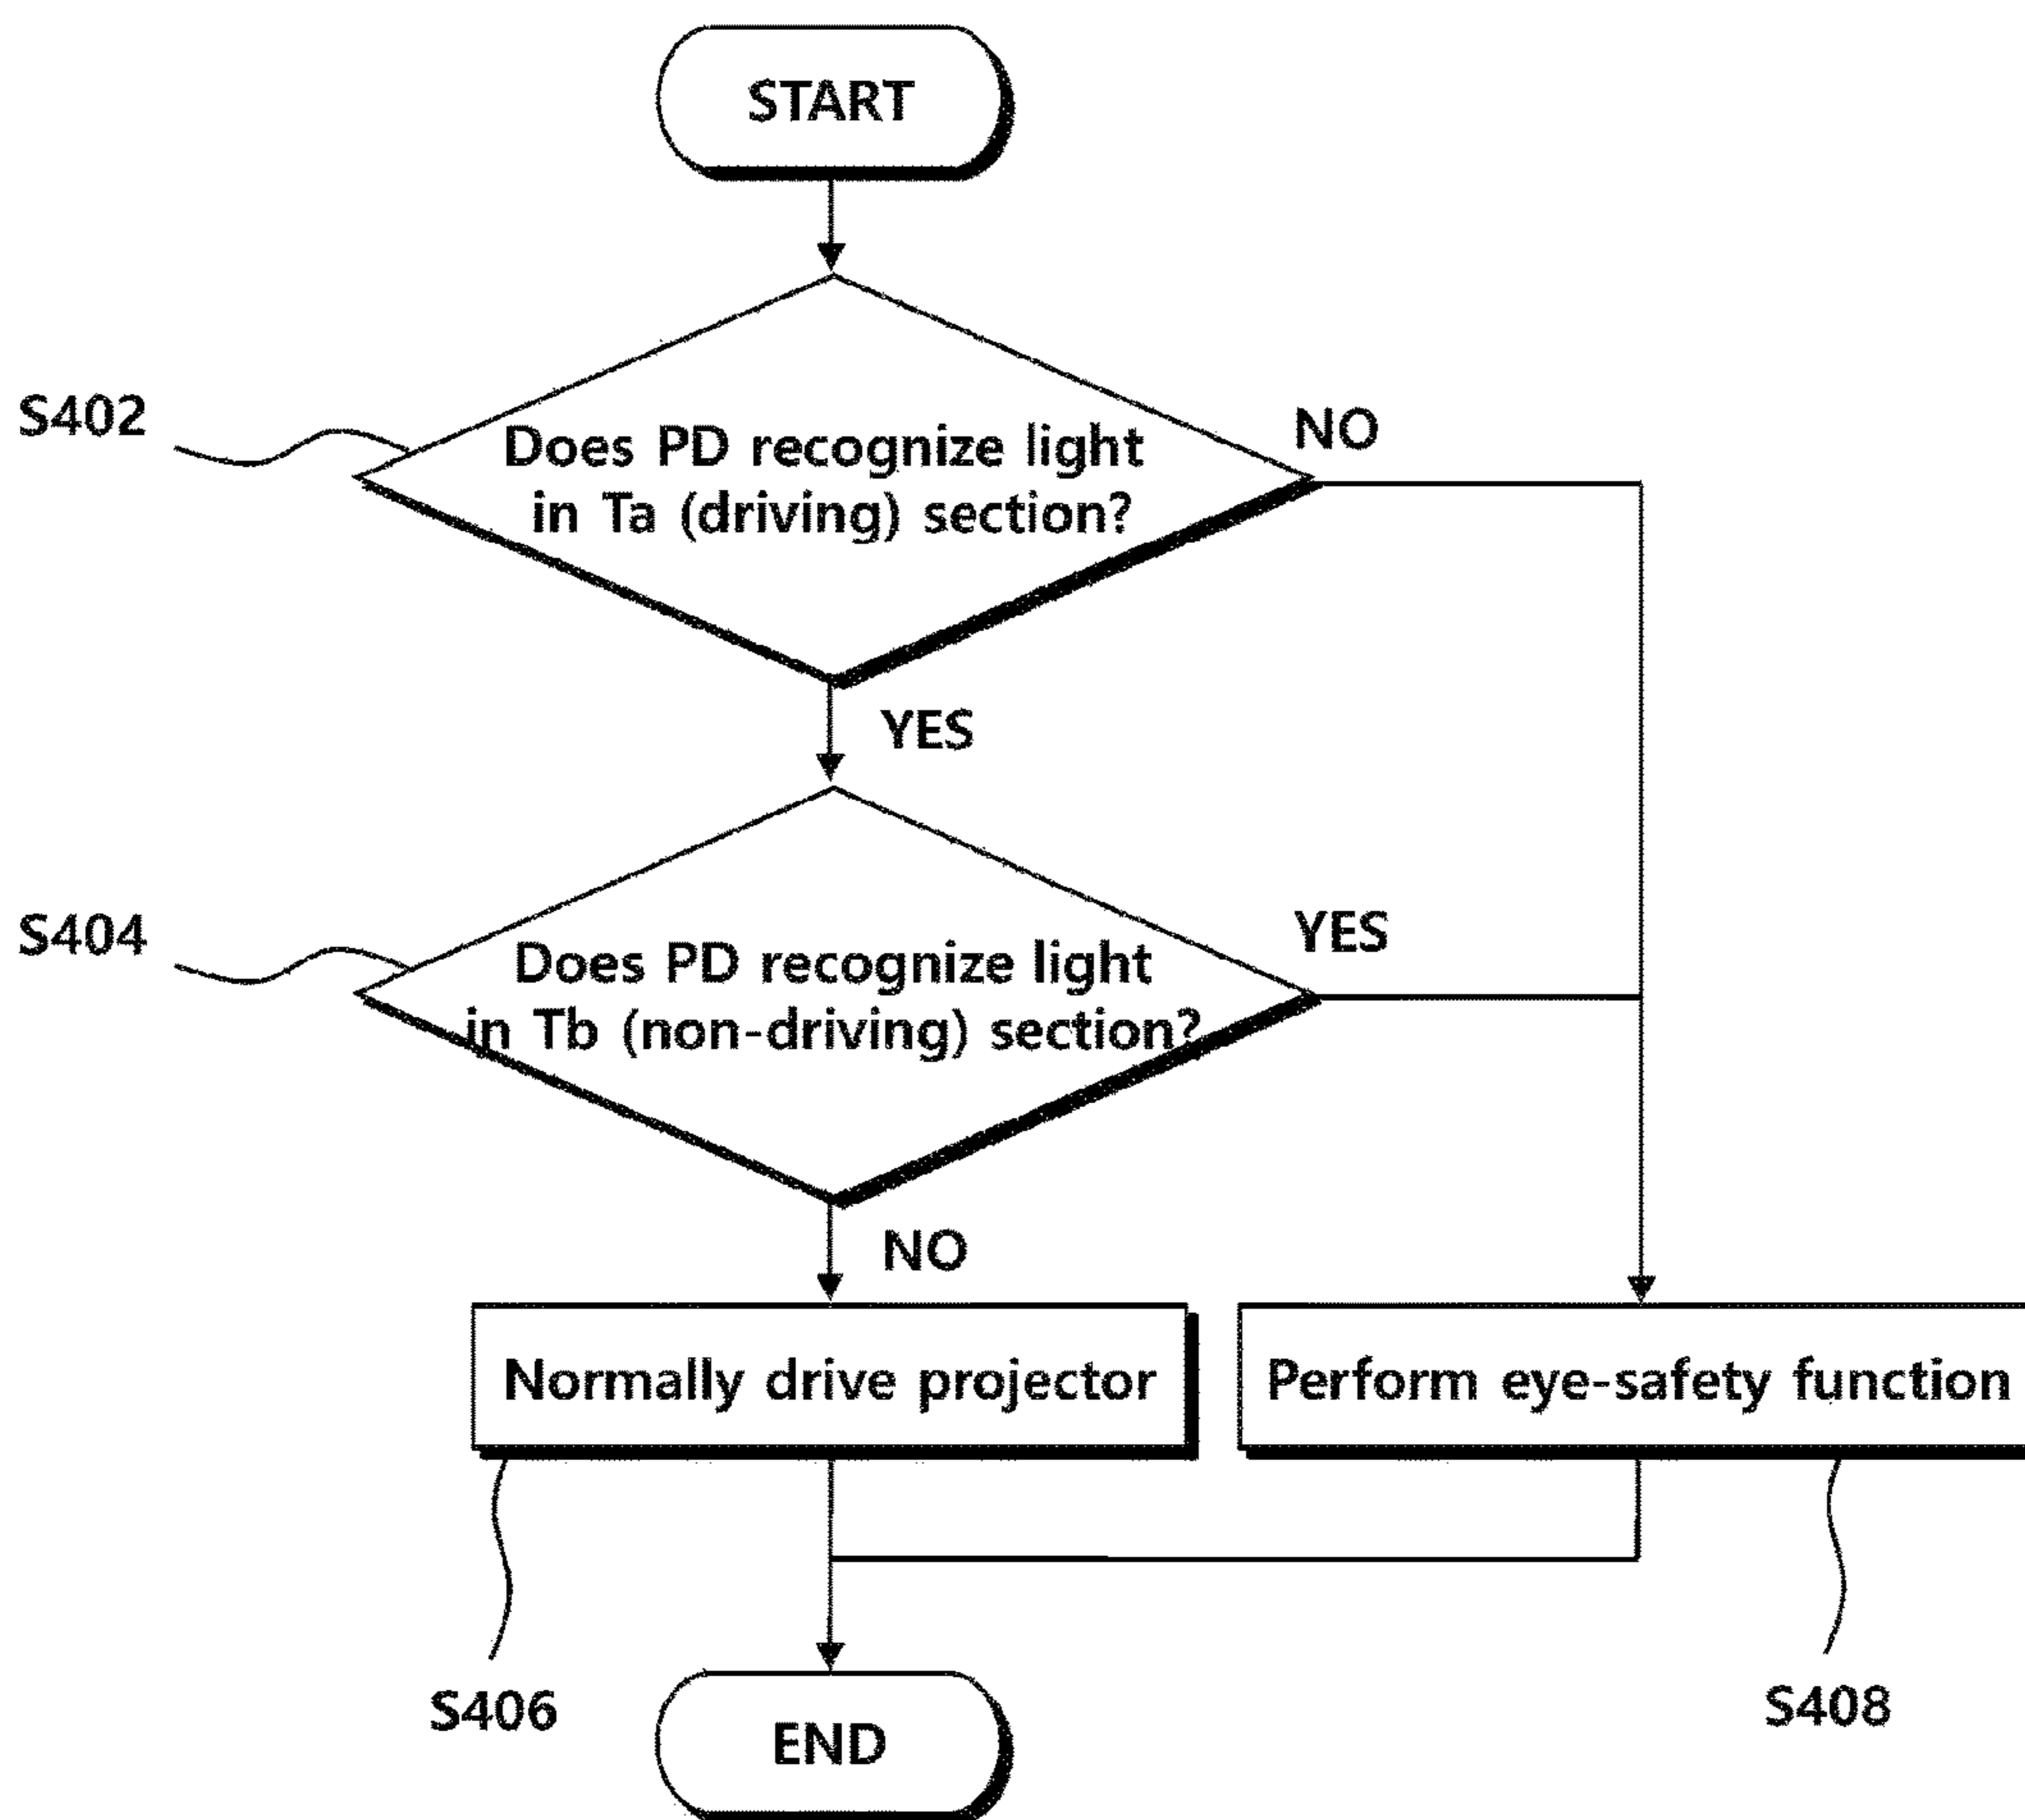 START
S402
Does PD recognize light
in Ta (driving) section?
NO
YES
S404
Does PD recognize light
in Tb (non-driving) section?
YES
NO
Normally drive projector
Perform eye-safety function
S406
S408
END